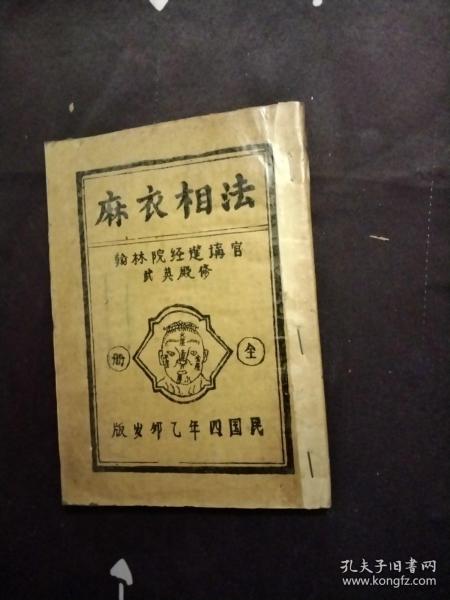 麻衣相法
翰林院经筵講官
武英殿修
全册
民国四年乙卯岁版
孔夫子旧书网
www.kongfz.com